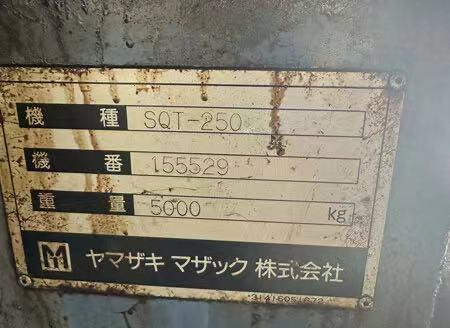 機種 SQT-250
機番 155529
重量 5000 kg
ヤマザキ マザック 株式会社